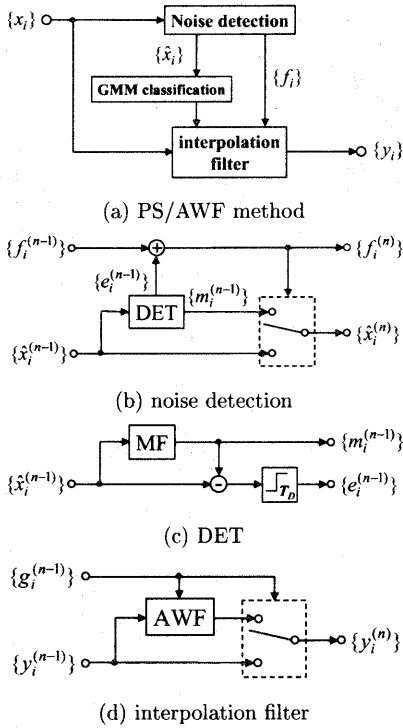 {x_i}
Noise detection
{x̂_i}
{f_i}
GMM classification
interpolation
filter
{y_i}
(a) PS/AWF method
{f_i^(n-1)}
+
{f_i^(n)}
{e_i^(n-1)}
DET
{m_i^(n-1)}
{x̂_i^(n)}
{x̂_i^(n-1)}
(b) noise detection
MF
{m_i^(n-1)}
{x̂_i^(n-1)}
-
T_D
{e_i^(n-1)}
(c) DET
{g_i^(n-1)}
AWF
{y_i^(n)}
{y_i^(n-1)}
(d) interpolation filter